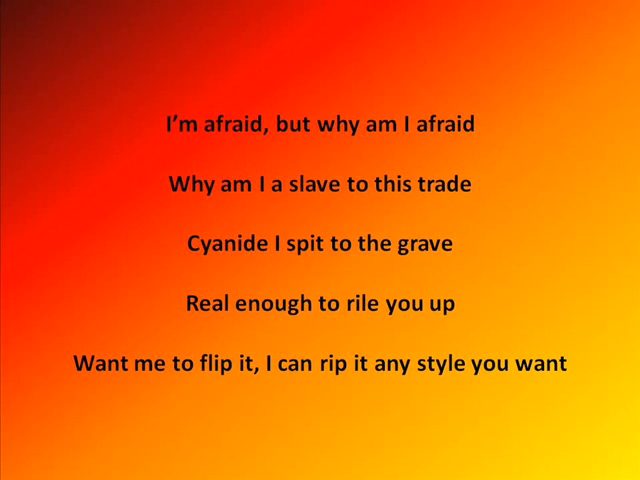 I’m afraid, but why am I afraid
Why am I a slave to this trade
Cyanide I spit to the grave
Real enough to rile you up
Want me to flip it, I can rip it any style you want